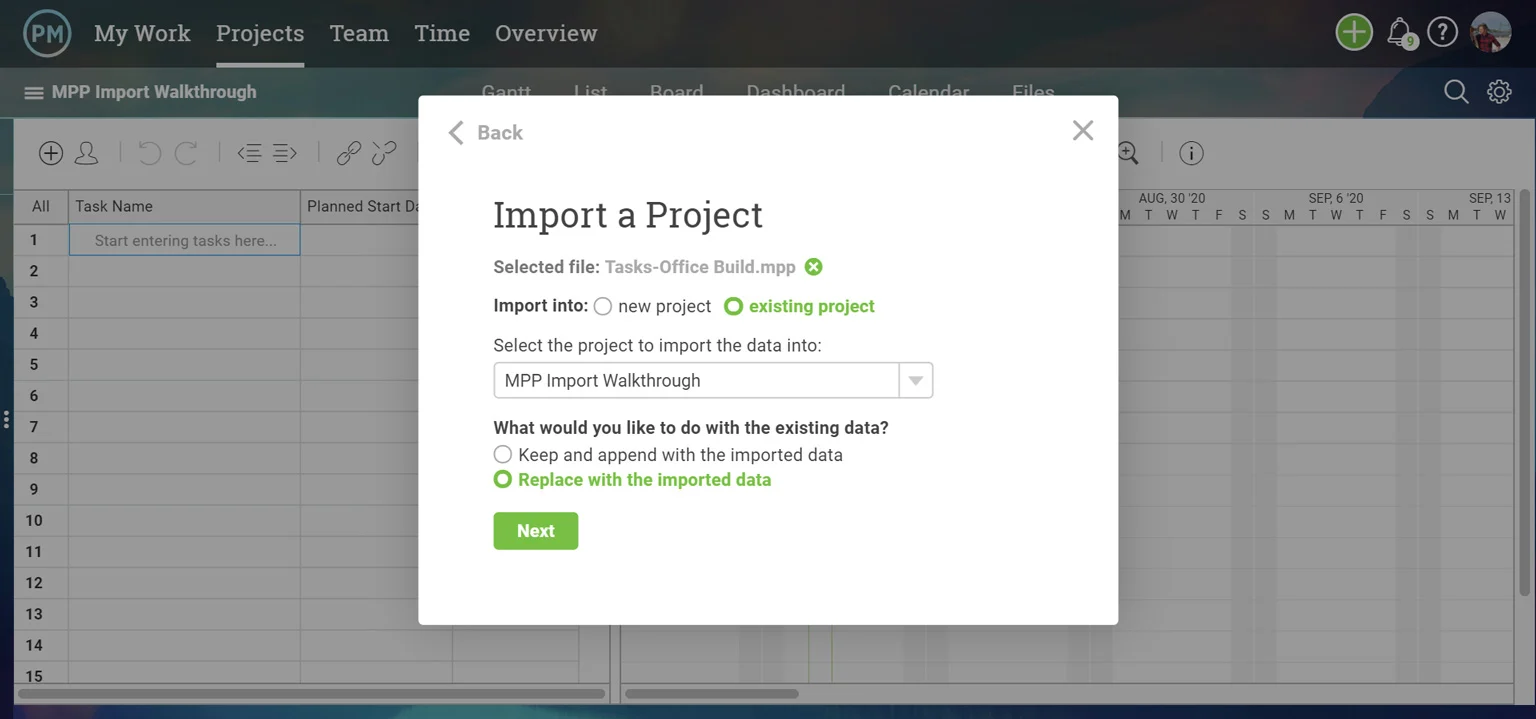 PM My Work Projects Team Time Overview 9
MPP Import Walkthrough Gantt List Board Dashboard Calendar Files
Back
All Task Name Planned Start Da AUG, 30 '20 SEP, 6 '20 SEP, 13
M T W T F S S M T W T F S S M T W
Import a Project
Selected file: Tasks-Office Build.mpp
Import into: new project existing project
Select the project to import the data into:
MPP Import Walkthrough
What would you like to do with the existing data?
Keep and append with the imported data
Replace with the imported data
Next
1 Start entering tasks here...
2
3
4
5
6
7
8
9
10
11
12
13
14
15